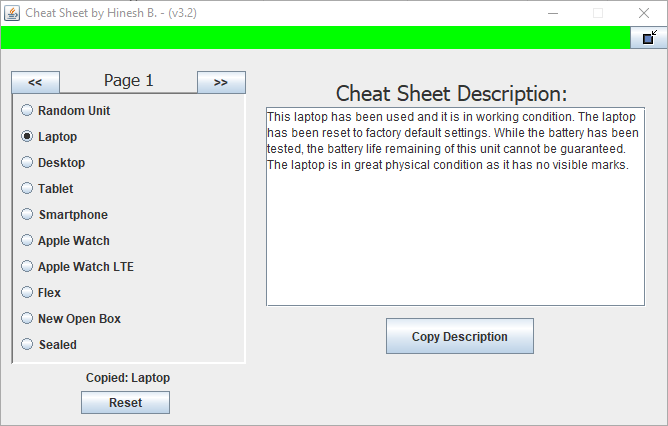 Cheat Sheet by Hinesh B. - (v3.2)
<< Page 1 >>
Random Unit
Laptop
Desktop
Tablet
Smartphone
Apple Watch
Apple Watch LTE
Flex
New Open Box
Sealed
Copied: Laptop
Reset
Cheat Sheet Description:
This laptop has been used and it is in working condition. The laptop
has been reset to factory default settings. While the battery has been
tested, the battery life remaining of this unit cannot be guaranteed.
The laptop is in great physical condition as it has no visible marks.
Copy Description